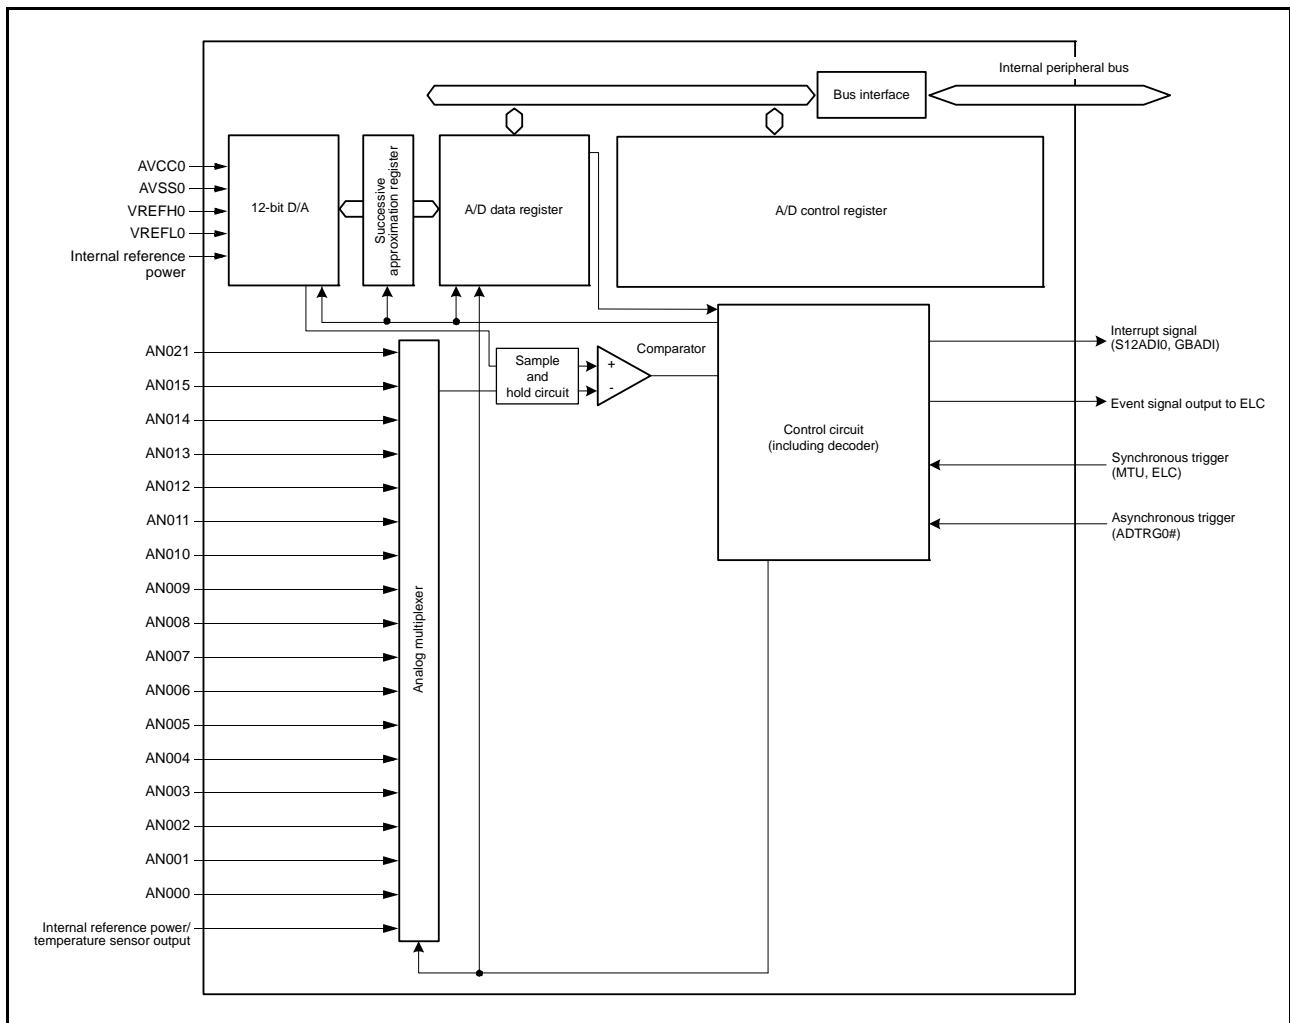 Internal peripheral bus
Bus interface
AVCC0
AVSS0
VREFH0
VREFL0
Internal reference
power
12-bit D/A
Successive
approximation register
A/D data register
A/D control register
AN021
AN015
AN014
AN013
AN012
AN011
AN010
AN009
AN008
AN007
AN006
AN005
AN004
AN003
AN002
AN001
AN000
Internal reference power/
temperature sensor output
Analog multiplexer
Sample
and
hold circuit
+
-
Comparator
Control circuit
(including decoder)
Interrupt signal
(S12ADI0, GBADI)
Event signal output to ELC
Synchronous trigger
(MTU, ELC)
Asynchronous trigger
(ADTRG0#)